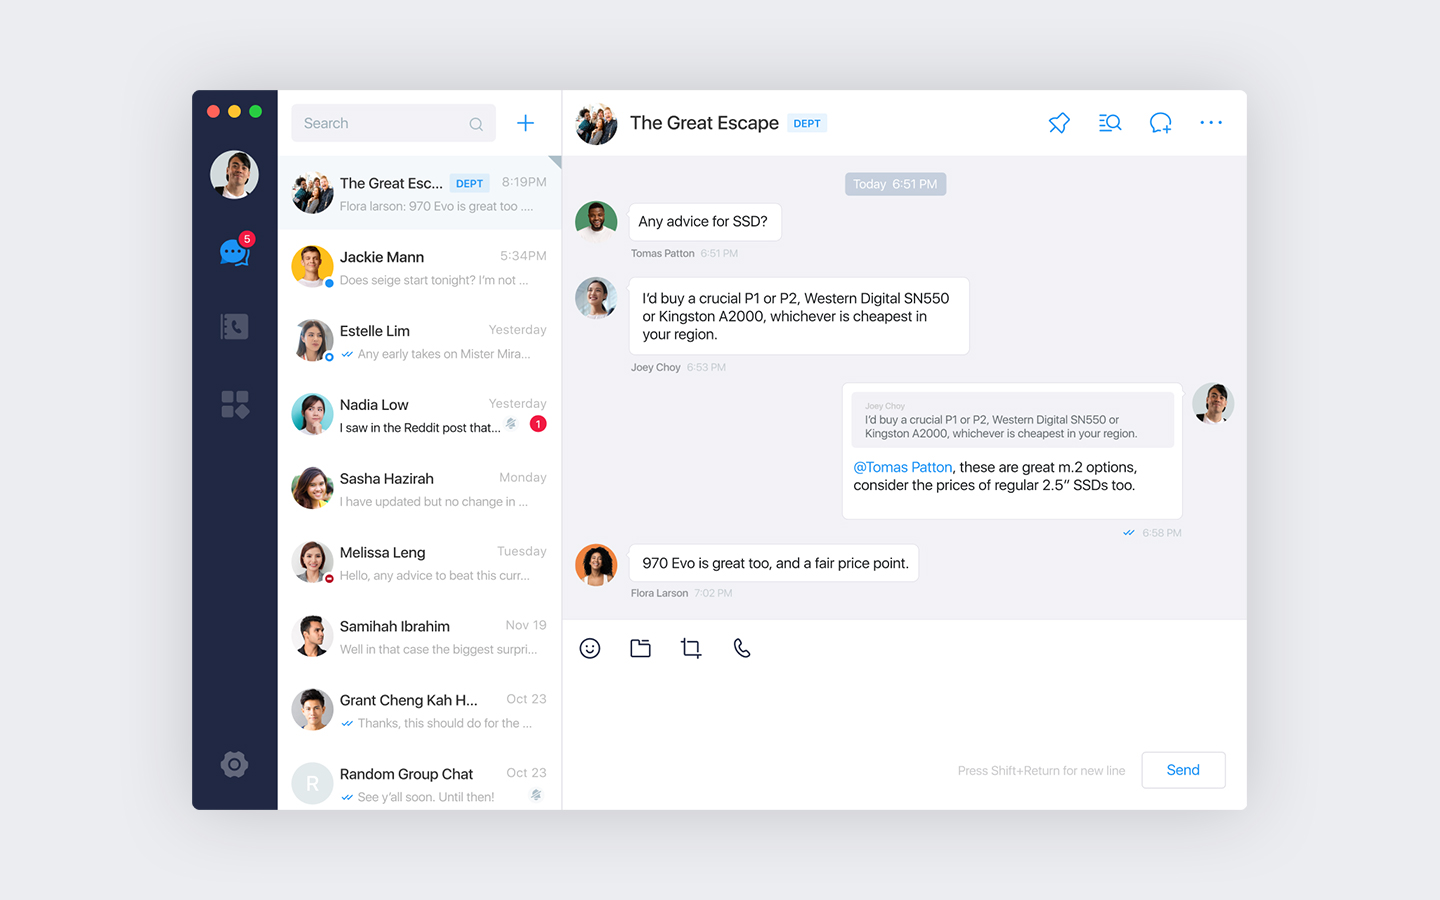 5
Search
The Great Esc... DEPT 8:19PM
Flora larson: 970 Evo is great too ....
Jackie Mann 5:34PM
Does seige start tonight? I'm not ...
Estelle Lim Yesterday
Any early takes on Mister Mira...
Nadia Low Yesterday
I saw in the Reddit post that... 1
Sasha Hazirah Monday
I have updated but no change in ...
Melissa Leng Tuesday
Hello, any advice to beat this curr...
Samihah Ibrahim Nov 19
Well in that case the biggest surpri...
Grant Cheng Kah H... Oct 23
Thanks, this should do for the ...
R
Random Group Chat Oct 23
See y'all soon. Until then!
The Great Escape DEPT
Today 6:51 PM
Any advice for SSD?
Tomas Patton 6:51 PM
I'd buy a crucial P1 or P2, Western Digital SN550
or Kingston A2000, whichever is cheapest in
your region.
Joey Choy 6:53 PM
Joey Choy
I'd buy a crucial P1 or P2, Western Digital SN550 or
Kingston A2000, whichever is cheapest in your region.
@Tomas Patton, these are great m.2 options,
consider the prices of regular 2.5" SSDs too.
6:58 PM
970 Evo is great too, and a fair price point.
Flora Larson 7:02 PM
Press Shift+Return for new line
Send